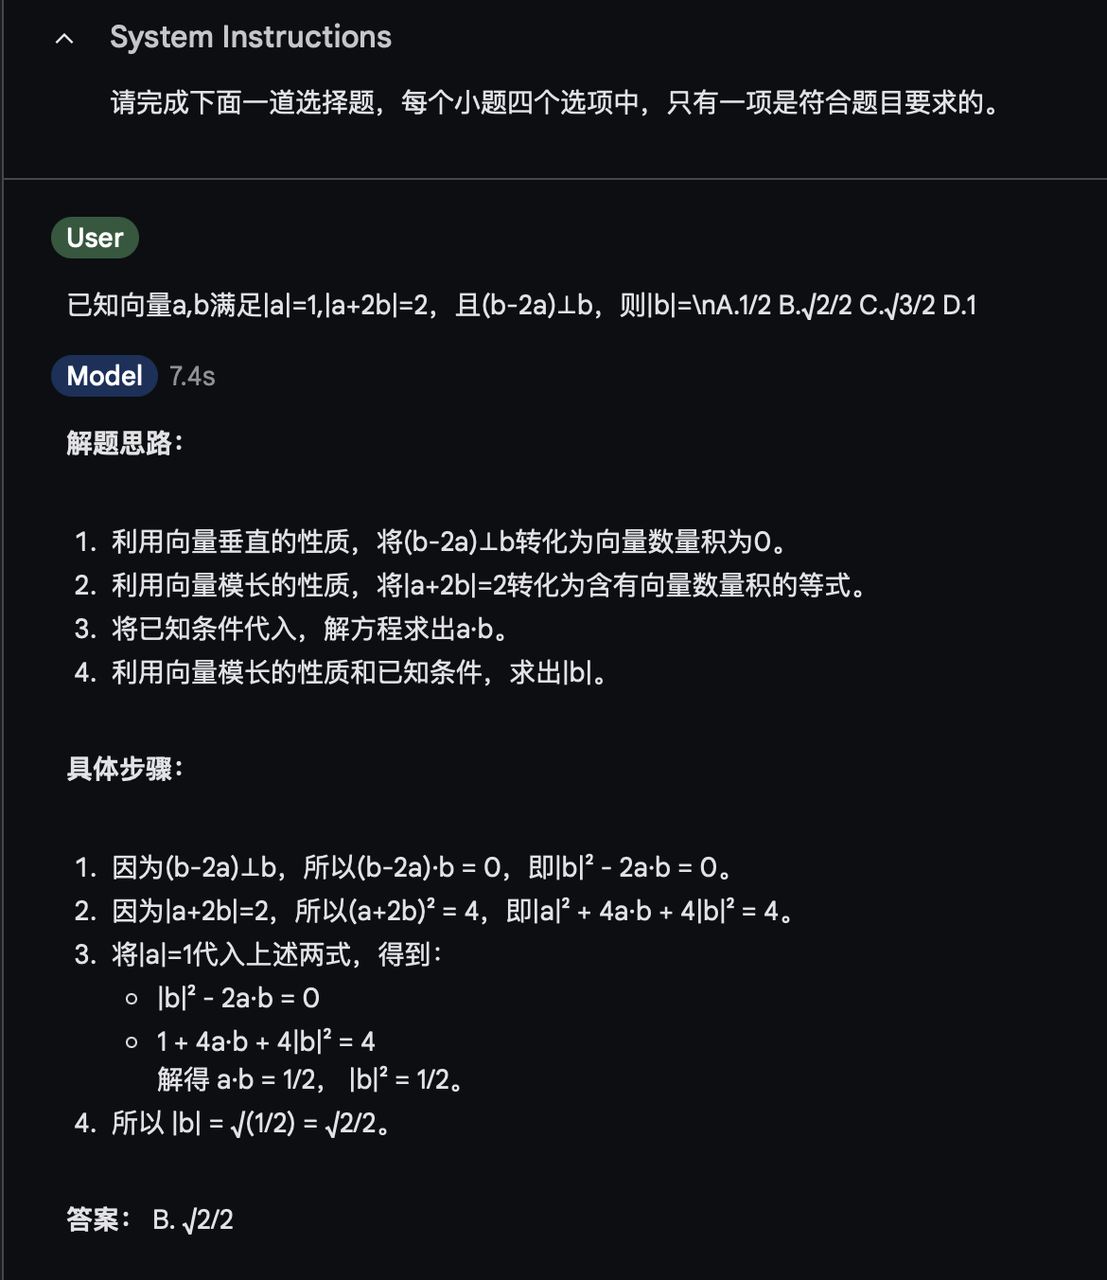 System Instructions
请完成下面一道选择题，每个小题四个选项中，只有一项是符合题目要求的。
User
已知向量a,b满足|a|=1,|a+2b|=2，且(b-2a)⊥b，则|b|=\nA.1/2 B.√2/2 C.√3/2 D.1
Model 7.4s
解题思路：
1. 利用向量垂直的性质，将(b-2a)⊥b转化为向量数量积为0。
2. 利用向量模长的性质，将|a+2b|=2转化为含有向量数量积的等式。
3. 将已知条件代入，解方程求出a·b。
4. 利用向量模长的性质和已知条件，求出|b|。
具体步骤：
1. 因为(b-2a)⊥b，所以(b-2a)·b = 0，即|b|² - 2a·b = 0。
2. 因为|a+2b|=2，所以(a+2b)² = 4，即|a|² + 4a·b + 4|b|² = 4。
3. 将|a|=1代入上述两式，得到：
○ |b|² - 2a·b = 0
○ 1 + 4a·b + 4|b|² = 4
解得 a·b = 1/2， |b|² = 1/2。
4. 所以 |b| = √(1/2) = √2/2。
答案： B. √2/2